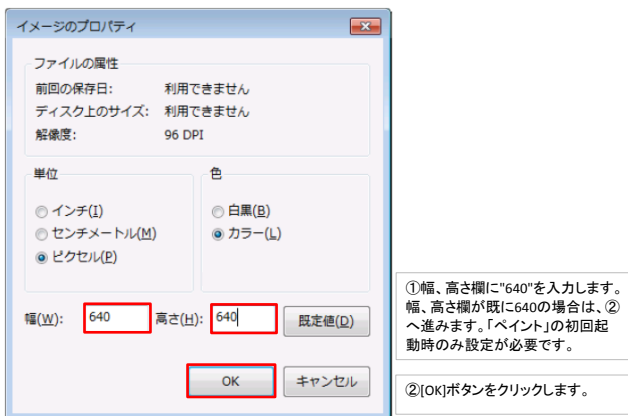 イメージのプロパティ
ファイルの属性
前回の保存日: 利用できません
ディスク上のサイズ: 利用できません
解像度: 96 DPI
単位 色
インチ(I) 白黒(B)
センチメートル(M) カラー(L)
ピクセル(P)
幅(W): 640 高さ(H): 640 既定値(D)
OK キャンセル
①幅、高さ欄に"640"を入力します。
幅、高さ欄が既に640の場合は、②
へ進みます。「ペイント」の初回起
動時のみ設定が必要です。
②[OK]ボタンをクリックします。